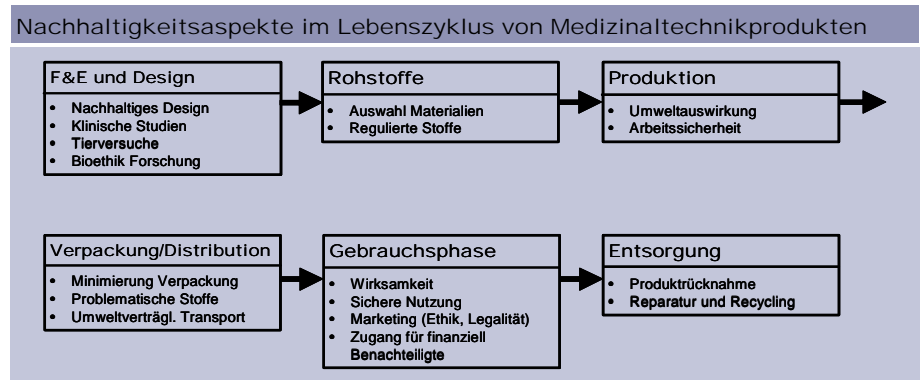 Nachhaltigkeitsaspekte im Lebenszyklus von Medizinaltechnikprodukten
F&E und Design
• Nachhaltiges Design
• Klinische Studien
• Tierversuche
• Bioethik Forschung
Rohstoffe
• Auswahl Materialien
• Regulierte Stoffe
Produktion
• Umweltauswirkung
• Arbeitssicherheit
Verpackung/Distribution
• Minimierung Verpackung
• Problematische Stoffe
• Umweltverträgl. Transport
Gebrauchsphase
• Wirksamkeit
• Sichere Nutzung
• Marketing (Ethik, Legalität)
• Zugang für finanziell
Benachteiligte
Entsorgung
• Produktrücknahme
• Reparatur und Recycling